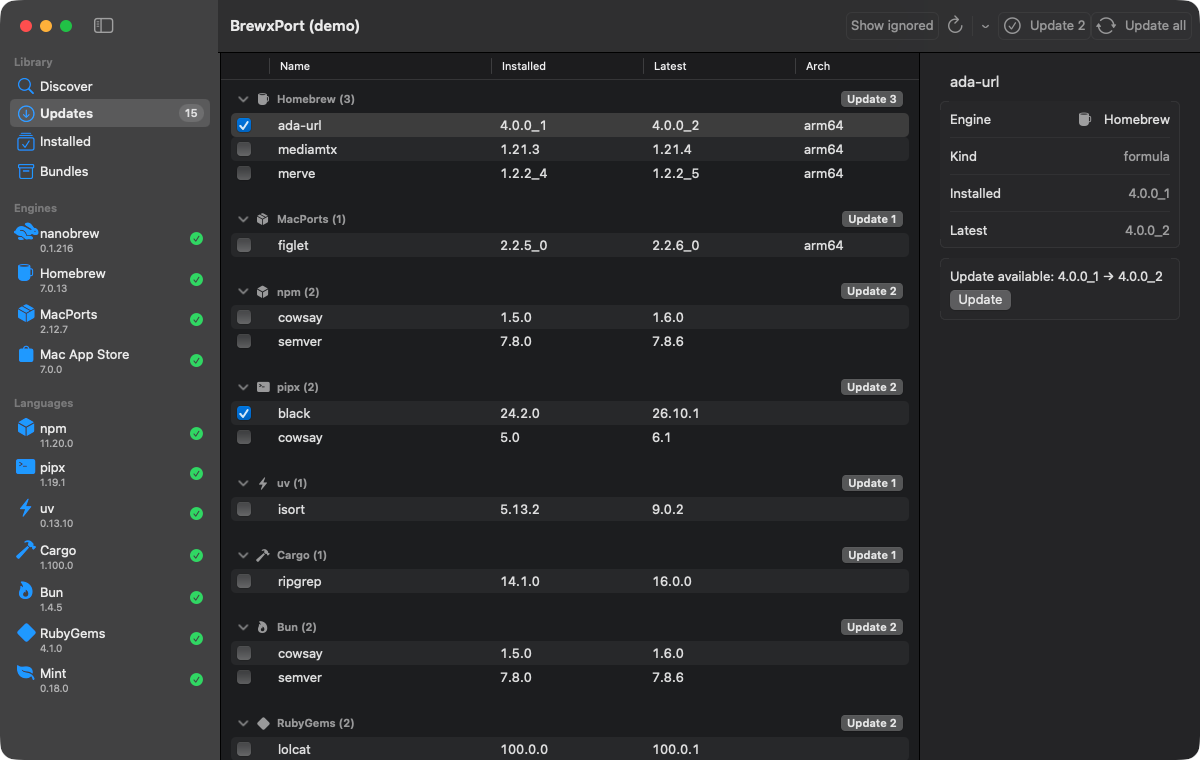 BrewxPort (demo)
Show ignored
Update 2
Update all
Library
Discover
Updates 15
Installed
Bundles
Engines
nanobrew
0.1.216
Homebrew
7.0.13
MacPorts
2.12.7
Mac App Store
7.0.0
Languages
npm
11.20.0
pipx
1.19.1
uv
0.13.10
Cargo
1.100.0
Bun
1.4.5
RubyGems
4.1.0
Mint
0.18.0
Name Installed Latest Arch
Homebrew (3) Update 3
ada-url 4.0.0_1 4.0.0_2 arm64
mediamtx 1.21.3 1.21.4 arm64
merve 1.2.2_4 1.2.2_5 arm64
MacPorts (1) Update 1
figlet 2.2.5_0 2.2.6_0 arm64
npm (2) Update 2
cowsay 1.5.0 1.6.0
semver 7.8.0 7.8.6
pipx (2) Update 2
black 24.2.0 26.10.1
cowsay 5.0 6.1
uv (1) Update 1
isort 5.13.2 9.0.2
Cargo (1) Update 1
ripgrep 14.1.0 16.0.0
Bun (2) Update 2
cowsay 1.5.0 1.6.0
semver 7.8.0 7.8.6
RubyGems (2) Update 2
lolcat 100.0.0 100.0.1
ada-url
Engine Homebrew
Kind formula
Installed 4.0.0_1
Latest 4.0.0_2
Update available: 4.0.0_1 → 4.0.0_2
Update